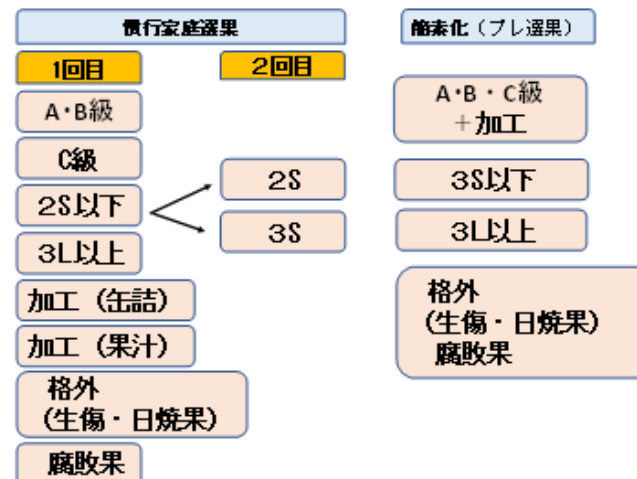 慣行家庭選果
1回目
A・B級
C級
2S以下
3L以上
加工（缶詰）
加工（果汁）
格外
(生傷・日焼果)
腐敗果
2回目
2S
3S
簡素化（プレ選果）
A・B・C級
＋加工
3S以下
3L以上
格外
(生傷・日焼果)
腐敗果